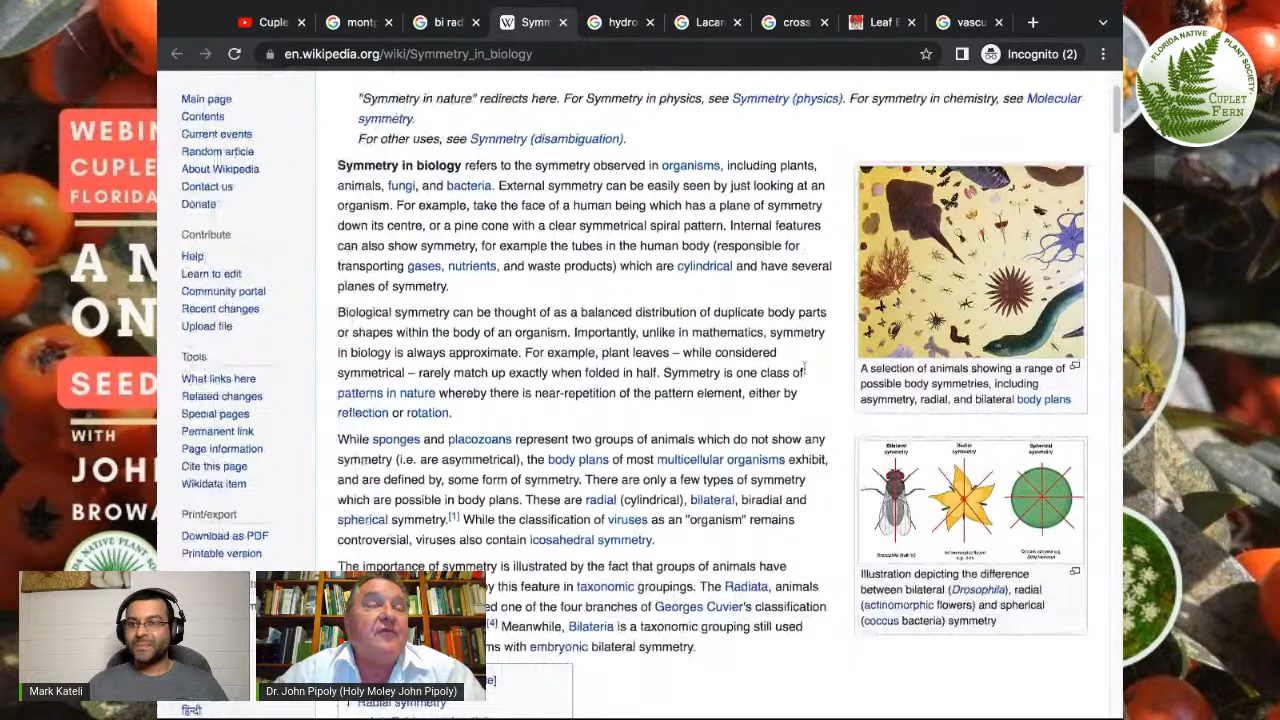 Cuple
montg
bi rad
Symm
hydro
Lacan
cross
Leaf E
vascu
en.wikipedia.org/wiki/Symmetry_in_biology
Incognito (2)
FLORIDA NATIVE PLANT SOCIETY
CUPLET
FERN
WEBIN
CUPLE
FLORIDA
A N
ON
SEED
WITH
JOH
BROWA
NATIVE PLANT
Main page
Contents
Current events
Random article
About Wikipedia
Contact us
Donate
Contribute
Help
Learn to edit
Community portal
Recent changes
Upload file
Tools
What links here
Related changes
Special pages
Permanent link
Page information
Cite this page
Wikidata item
Print/export
Download as PDF
Printable version
हिन्दी
"Symmetry in nature" redirects here. For Symmetry in physics, see Symmetry (physics). For symmetry in chemistry, see Molecular
symmetry.
For other uses, see Symmetry (disambiguation).
Symmetry in biology refers to the symmetry observed in organisms, including plants,
animals, fungi, and bacteria. External symmetry can be easily seen by just looking at an
organism. For example, take the face of a human being which has a plane of symmetry
down its centre, or a pine cone with a clear symmetrical spiral pattern. Internal features
can also show symmetry, for example the tubes in the human body (responsible for
transporting gases, nutrients, and waste products) which are cylindrical and have several
planes of symmetry.
Biological symmetry can be thought of as a balanced distribution of duplicate body parts
or shapes within the body of an organism. Importantly, unlike in mathematics, symmetry
in biology is always approximate. For example, plant leaves – while considered
symmetrical – rarely match up exactly when folded in half. Symmetry is one class of
patterns in nature whereby there is near-repetition of the pattern element, either by
reflection or rotation.
While sponges and placozoans represent two groups of animals which do not show any
symmetry (i.e. are asymmetrical), the body plans of most multicellular organisms exhibit,
and are defined by, some form of symmetry. There are only a few types of symmetry
which are possible in body plans. These are radial (cylindrical), bilateral, biradial and
spherical symmetry.[1] While the classification of viruses as an "organism" remains
controversial, viruses also contain icosahedral symmetry.
The importance of symmetry is illustrated by the fact that groups of animals have
by this feature in taxonomic groupings. The Radiata, animals
ed one of the four branches of Georges Cuvier's classification
[4] Meanwhile, Bilateria is a taxonomic grouping still used
ms with embryonic bilateral symmetry.
Radial symmetry
A selection of animals showing a range of
possible body symmetries, including
asymmetry, radial, and bilateral body plans
Bilateral
symmetry
Radial
symmetry
Spherical
symmetry
Illustration depicting the difference
between bilateral (Drosophila), radial
(actinomorphic flowers) and spherical
(coccus bacteria) symmetry
Mark Kateli
Dr. John Pipoly (Holy Moley John Pipoly)